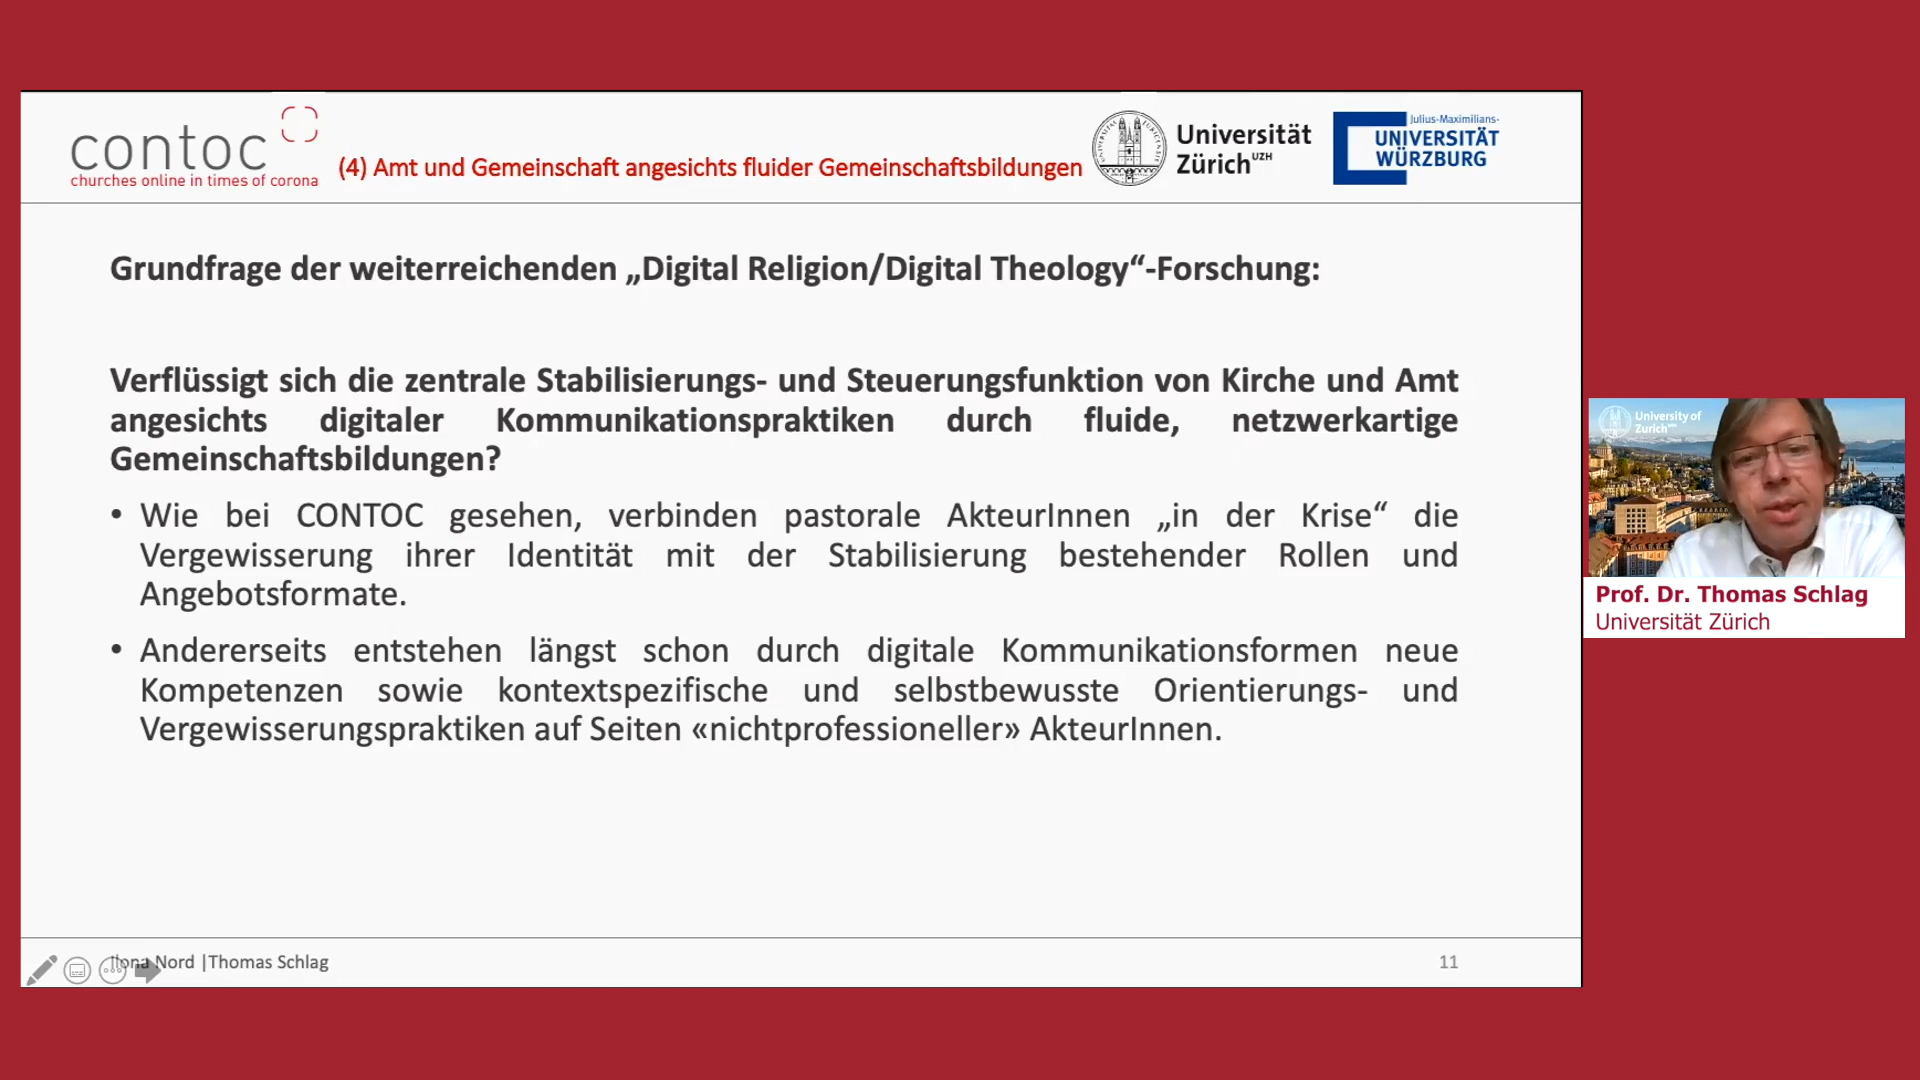 contoc
churches online in times of corona
(4) Amt und Gemeinschaft angesichts fluider Gemeinschaftsbildungen
Universität
Zürich UZH
Julius-Maximilians-
UNIVERSITÄT
WÜRZBURG
Grundfrage der weiterreichenden „Digital Religion/Digital Theology“-Forschung:
Verflüssigt sich die zentrale Stabilisierungs- und Steuerungsfunktion von Kirche und Amt
angesichts digitaler Kommunikationspraktiken durch fluide, netzwerkartige
Gemeinschaftsbildungen?
• Wie bei CONTOC gesehen, verbinden pastorale AkteurInnen „in der Krise“ die
Vergewisserung ihrer Identität mit der Stabilisierung bestehender Rollen und
Angebotsformate.
• Andererseits entstehen längst schon durch digitale Kommunikationsformen neue
Kompetenzen sowie kontextspezifische und selbstbewusste Orientierungs- und
Vergewisserungspraktiken auf Seiten «nichtprofessioneller» AkteurInnen.
University of
Zurich
Prof. Dr. Thomas Schlag
Universität Zürich
Ilona Nord |Thomas Schlag
11